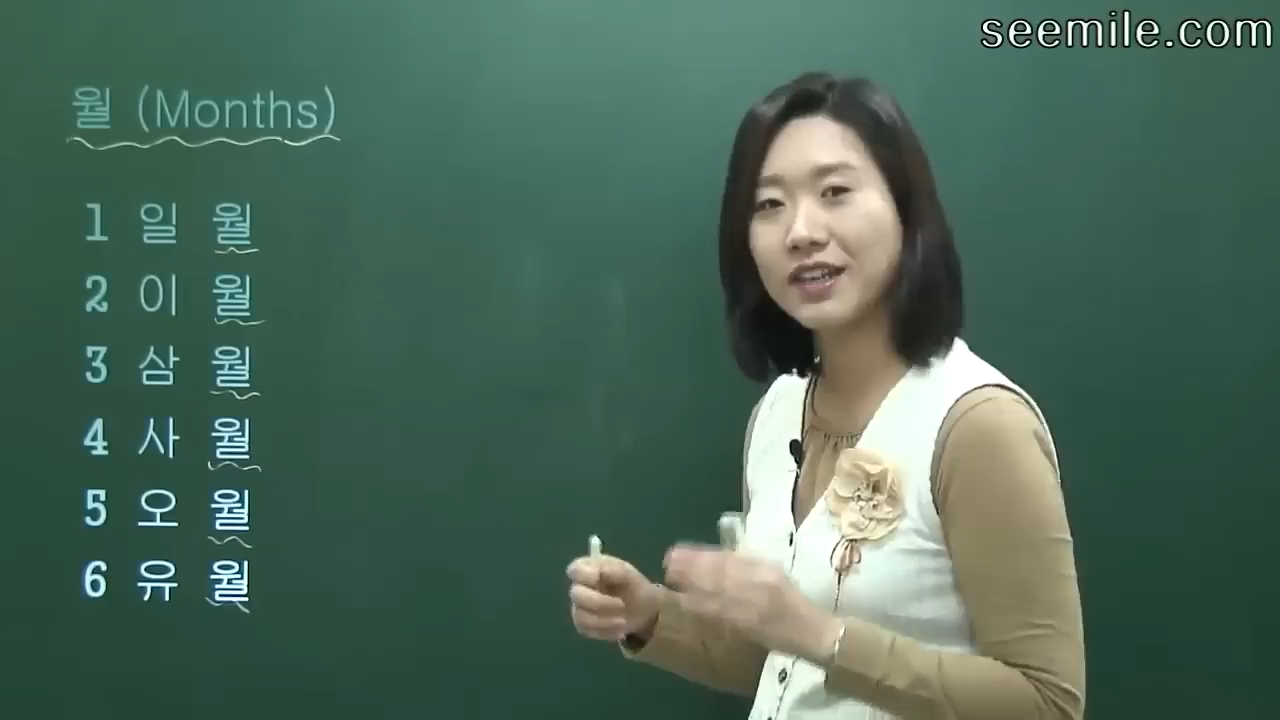 seemile.com
월 (Months)
1 일 월
2 이 월
3 삼 월
4 사 월
5 오 월
6 유 월